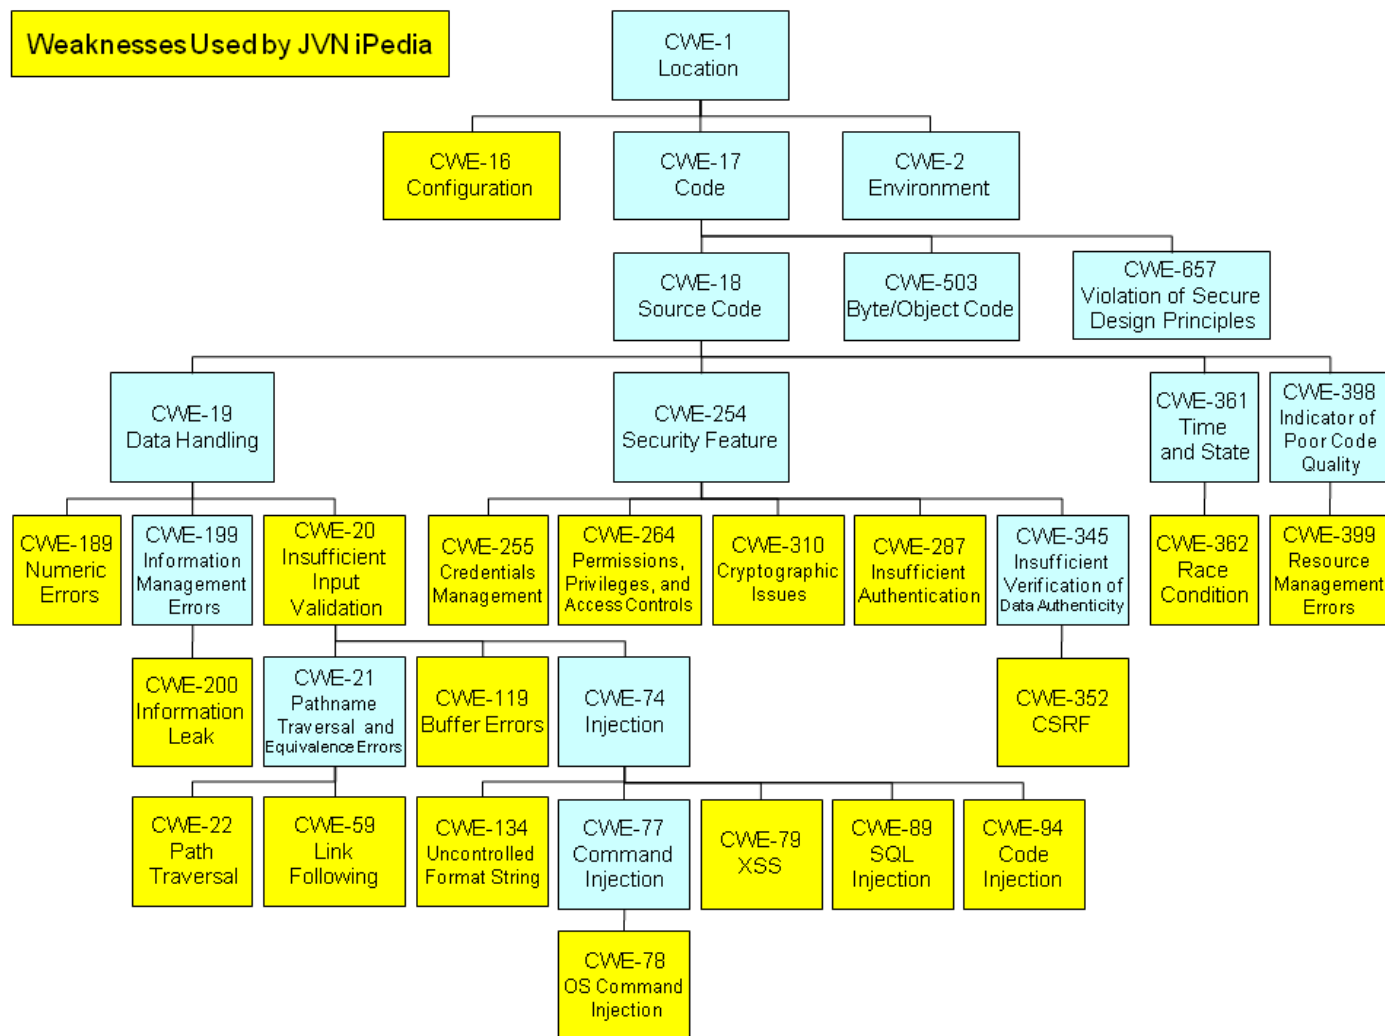 Weaknesses Used by JVN iPedia
CWE-1
Location
CWE-16
Configuration
CWE-17
Code
CWE-2
Environment
CWE-18
Source Code
CWE-503
Byte/Object Code
CWE-657
Violation of Secure
Design Principles
CWE-19
Data Handling
CWE-254
Security Feature
CWE-361
Time
and State
CWE-398
Indicator of
Poor Code
Quality
CWE-189
Numeric
Errors
CWE-199
Information
Management
Errors
CWE-20
Insufficient
Input
Validation
CWE-255
Credentials
Management
CWE-264
Permissions,
Privileges, and
Access Controls
CWE-310
Cryptographic
Issues
CWE-287
Insufficient
Authentication
CWE-345
Insufficient
Verification of
Data Authenticity
CWE-362
Race
Condition
CWE-399
Resource
Management
Errors
CWE-200
Information
Leak
CWE-21
Pathname
Traversal and
Equivalence Errors
CWE-119
Buffer Errors
CWE-74
Injection
CWE-352
CSRF
CWE-22
Path
Traversal
CWE-59
Link
Following
CWE-134
Uncontrolled
Format String
CWE-77
Command
Injection
CWE-79
XSS
CWE-89
SQL
Injection
CWE-94
Code
Injection
CWE-78
OS Command
Injection